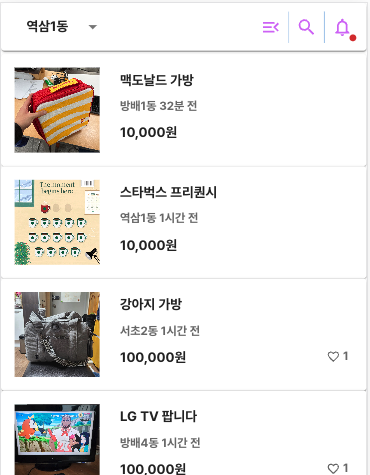 역삼1동
맥도날드 가방
방배1동 32분 전
10,000원
The moment
begins here
스타벅스 프리퀀시
역삼1동 1시간 전
10,000원
강아지 가방
서초2동 1시간 전
100,000원
1
LG TV 팝니다
방배4동 1시간 전
100,000원
1